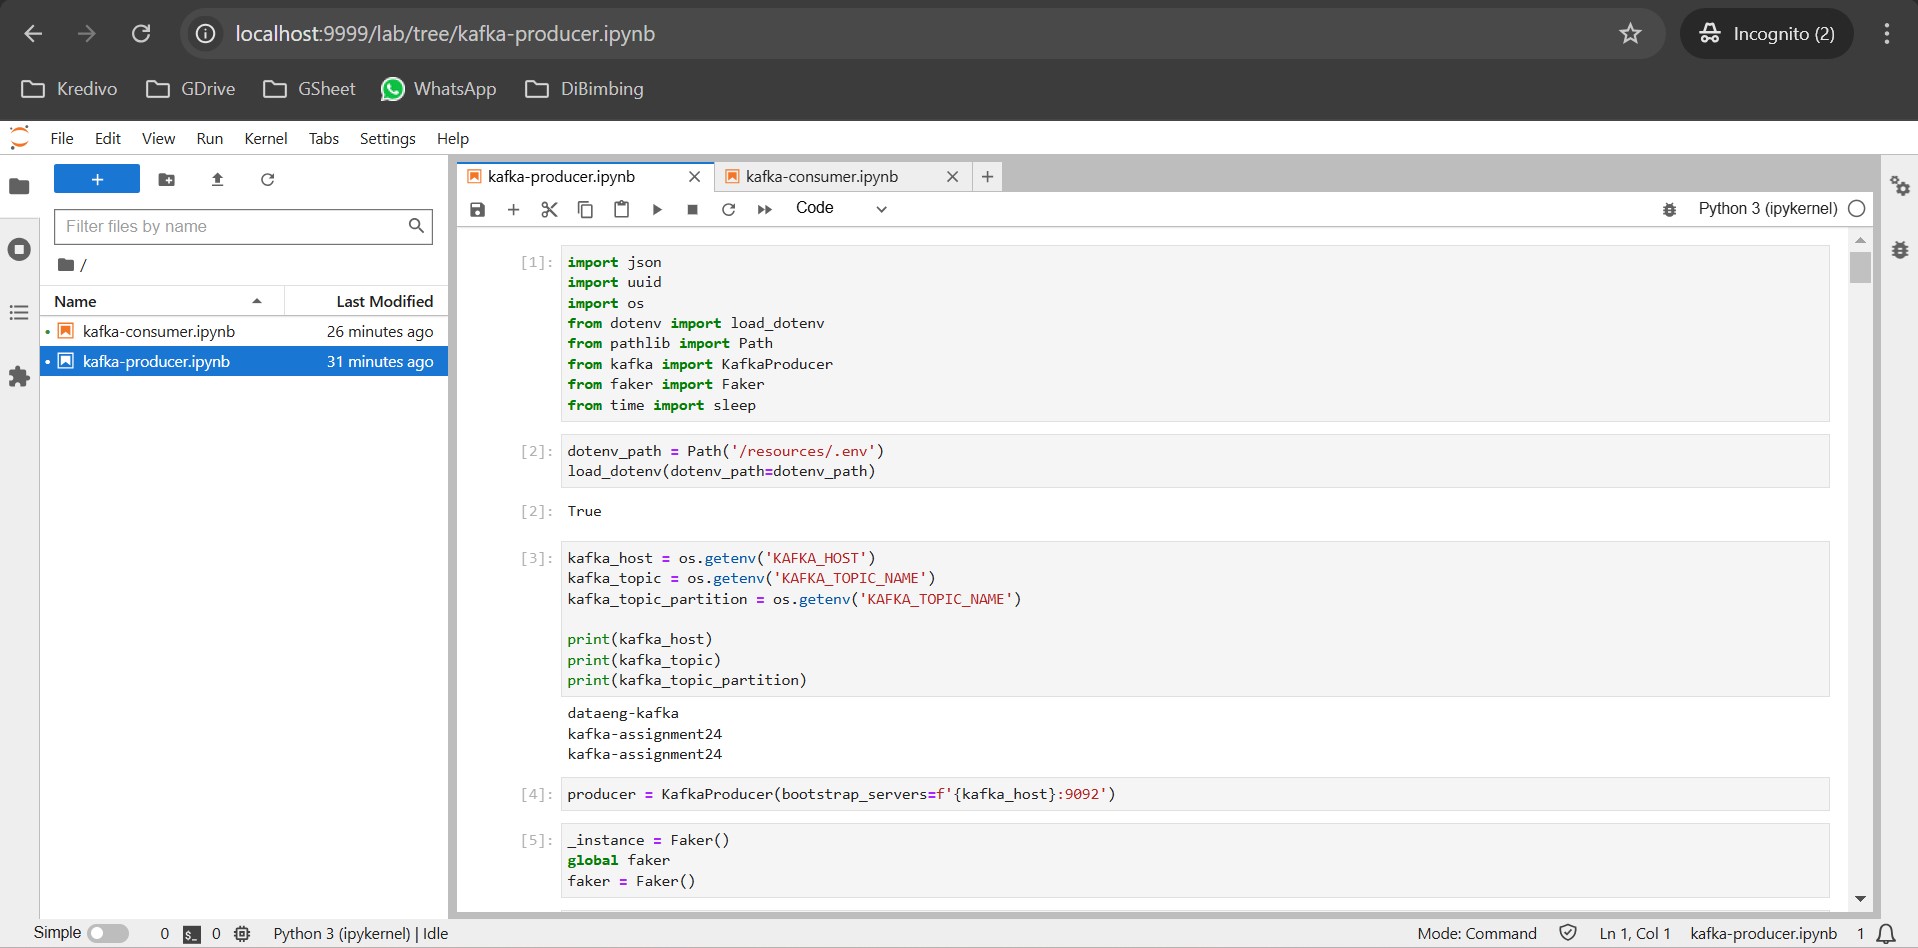 localhost:9999/lab/tree/kafka-producer.ipynb
Incognito (2)
Kredivo GDrive GSheet WhatsApp DiBimbing
File Edit View Run Kernel Tabs Settings Help
+
Filter files by name
/
Name Last Modified
kafka-consumer.ipynb 26 minutes ago
kafka-producer.ipynb 31 minutes ago
kafka-producer.ipynb kafka-consumer.ipynb
Code
Python 3 (ipykernel)
[1]: import json
import uuid
import os
from dotenv import load_dotenv
from pathlib import Path
from kafka import KafkaProducer
from faker import Faker
from time import sleep
[2]: dotenv_path = Path('/resources/.env')
load_dotenv(dotenv_path=dotenv_path)
[2]: True
[3]: kafka_host = os.getenv('KAFKA_HOST')
kafka_topic = os.getenv('KAFKA_TOPIC_NAME')
kafka_topic_partition = os.getenv('KAFKA_TOPIC_NAME')
print(kafka_host)
print(kafka_topic)
print(kafka_topic_partition)
dataeng-kafka
kafka-assignment24
kafka-assignment24
[4]: producer = KafkaProducer(bootstrap_servers=f'{kafka_host}:9092')
[5]: _instance = Faker()
global faker
faker = Faker()
Simple 0 $_ 0 Python 3 (ipykernel) | Idle
Mode: Command Ln 1, Col 1 kafka-producer.ipynb 1